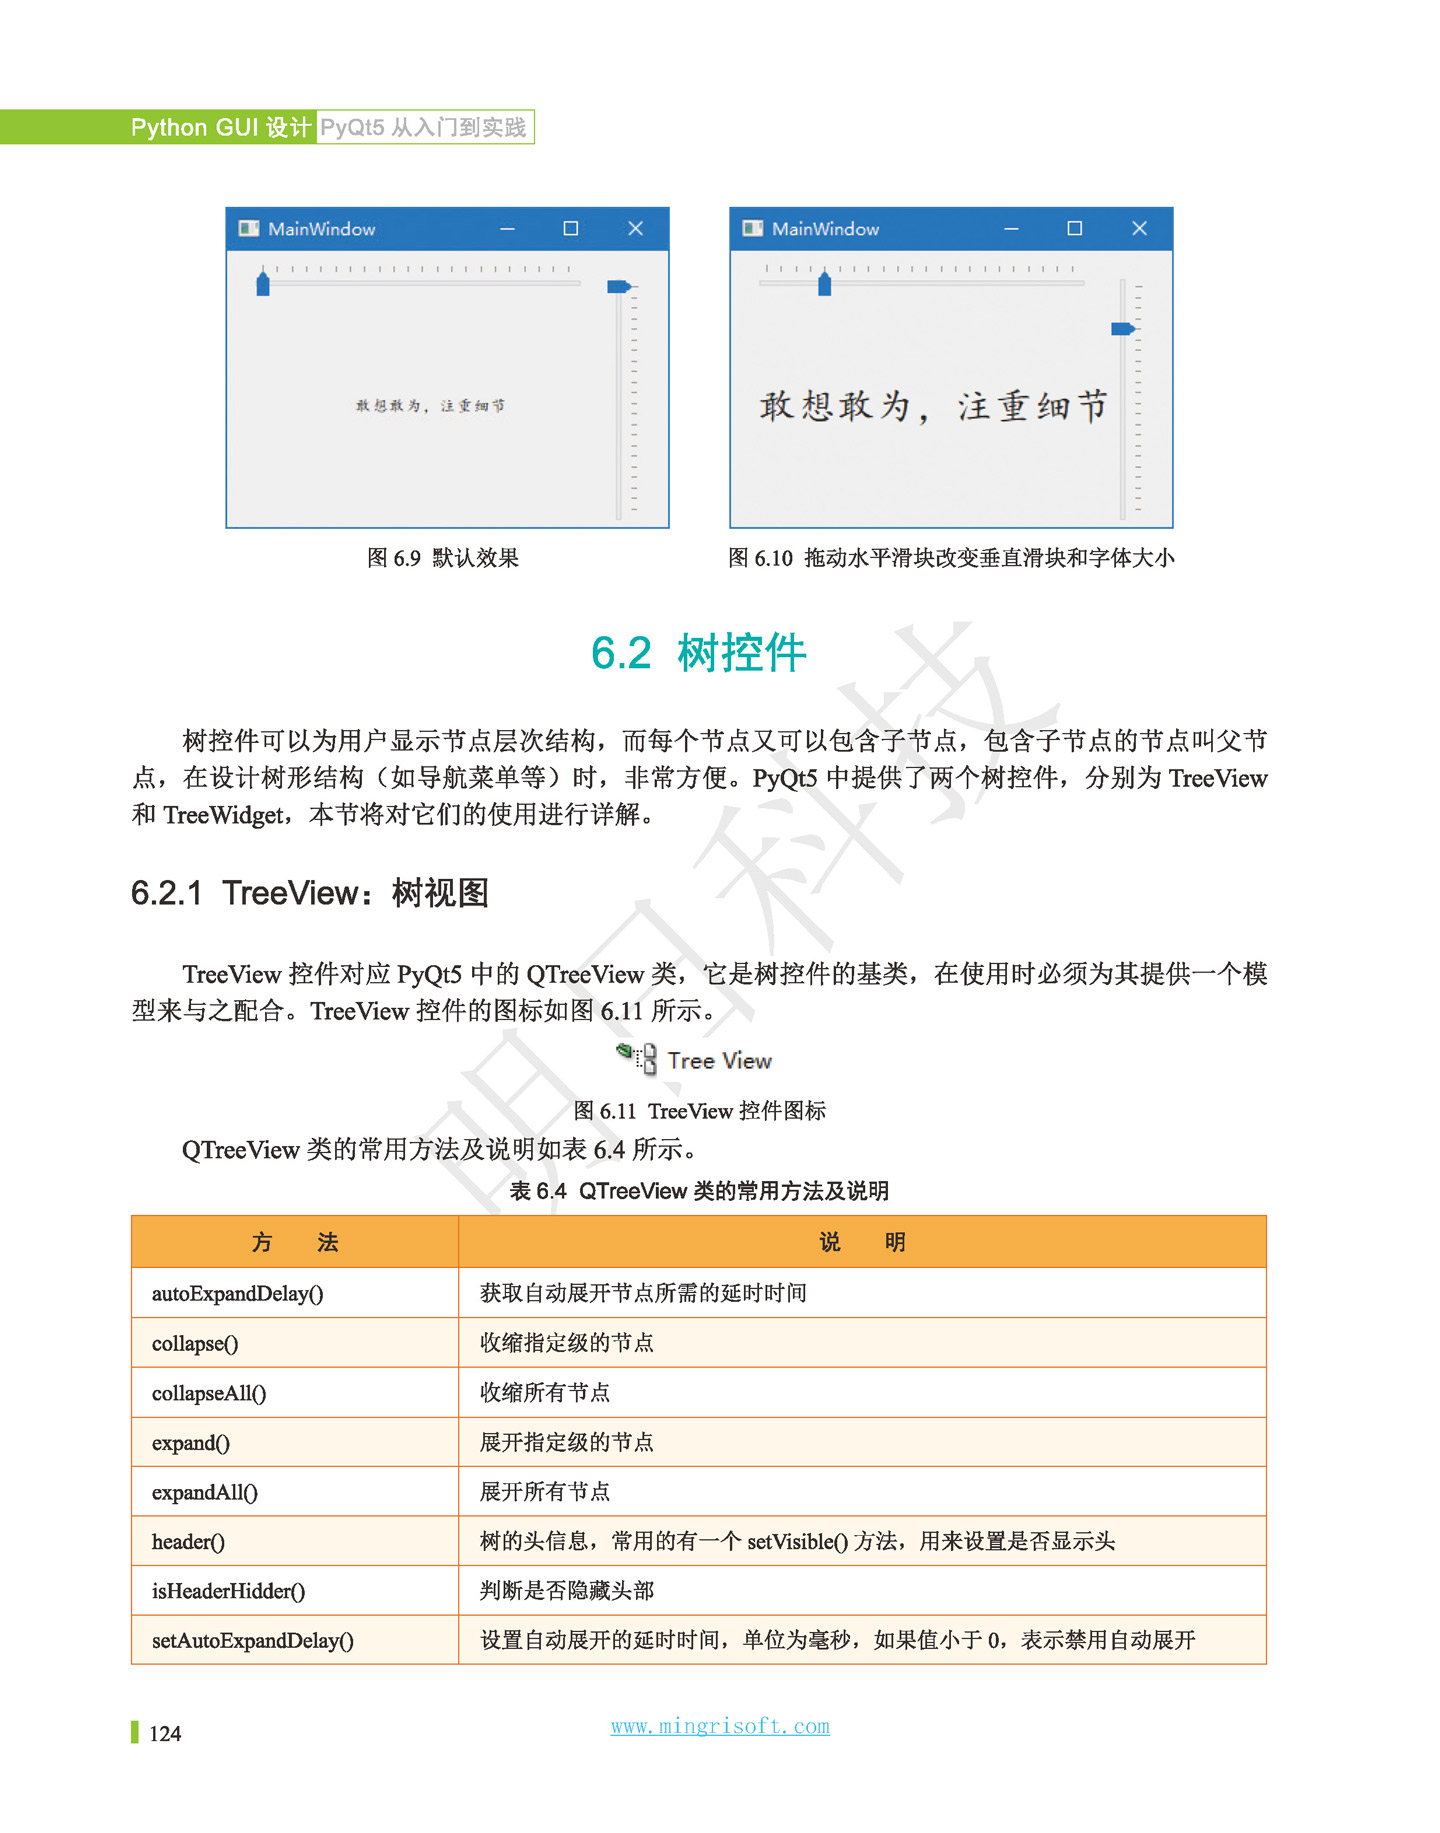 Python GUI 设计 PyQt5 从入门到实践
MainWindow
敢想敢为，注重细节
MainWindow
敢想敢为，注重细节
图 6.9 默认效果
图 6.10 拖动水平滑块改变垂直滑块和字体大小
6.2 树控件
树控件可以为用户显示节点层次结构，而每个节点又可以包含子节点，包含子节点的节点叫父节
点，在设计树形结构（如导航菜单等）时，非常方便。PyQt5 中提供了两个树控件，分别为 TreeView
和 TreeWidget，本节将对它们的使用进行详解。
6.2.1 TreeView：树视图
TreeView 控件对应 PyQt5 中的 QTreeView 类，它是树控件的基类，在使用时必须为其提供一个模
型来与之配合。TreeView 控件的图标如图 6.11 所示。
Tree View
图 6.11 TreeView 控件图标
QTreeView 类的常用方法及说明如表 6.4 所示。
表 6.4 QTreeView 类的常用方法及说明
方 法 说 明
autoExpandDelay() 获取自动展开节点所需的延时时间
collapse() 收缩指定级的节点
collapseAll() 收缩所有节点
expand() 展开指定级的节点
expandAll() 展开所有节点
header() 树的头信息，常用的有一个 setVisible() 方法，用来设置是否显示头
isHeaderHidder() 判断是否隐藏头部
setAutoExpandDelay() 设置自动展开的延时时间，单位为毫秒，如果值小于 0，表示禁用自动展开
124
www.mingrisoft.com
明日科技